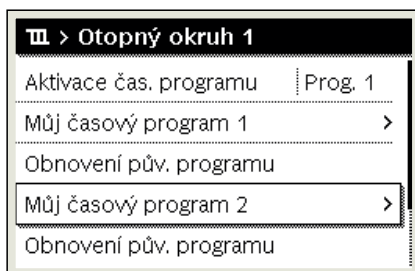 > Otopný okruh 1
Aktivace čas. programu Prog. 1
Můj časový program 1 >
Obnovení pův. programu
Můj časový program 2 >
Obnovení pův. programu